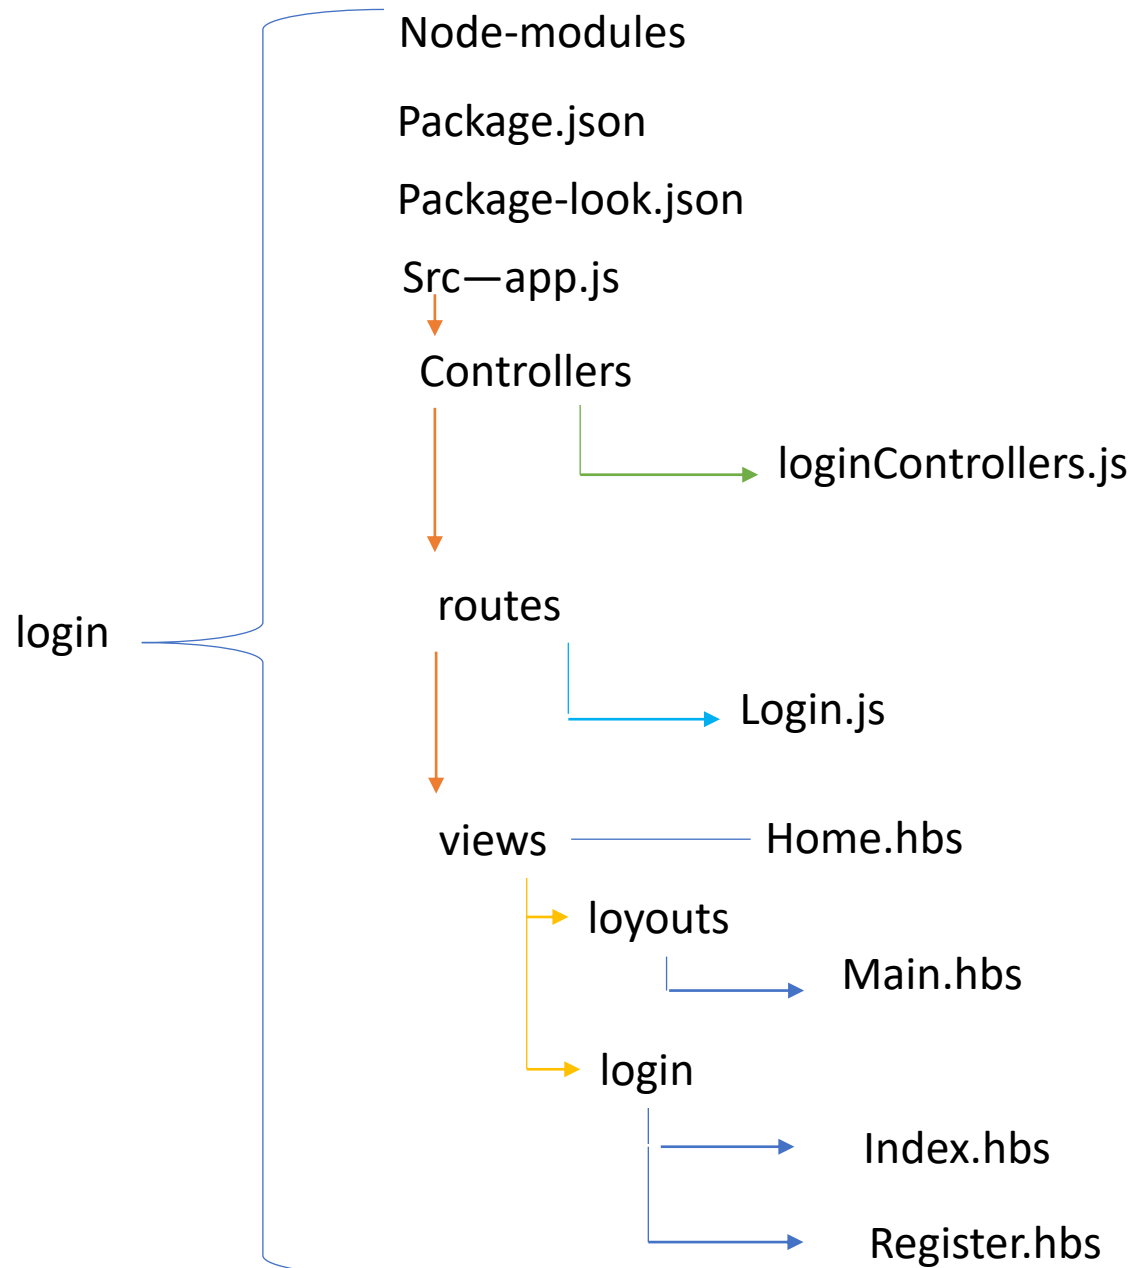 Node-modules
Package.json
Package-look.json
Src—app.js
Controllers
loginControllers.js
routes
login
Login.js
views
Home.hbs
loyouts
Main.hbs
login
Index.hbs
Register.hbs